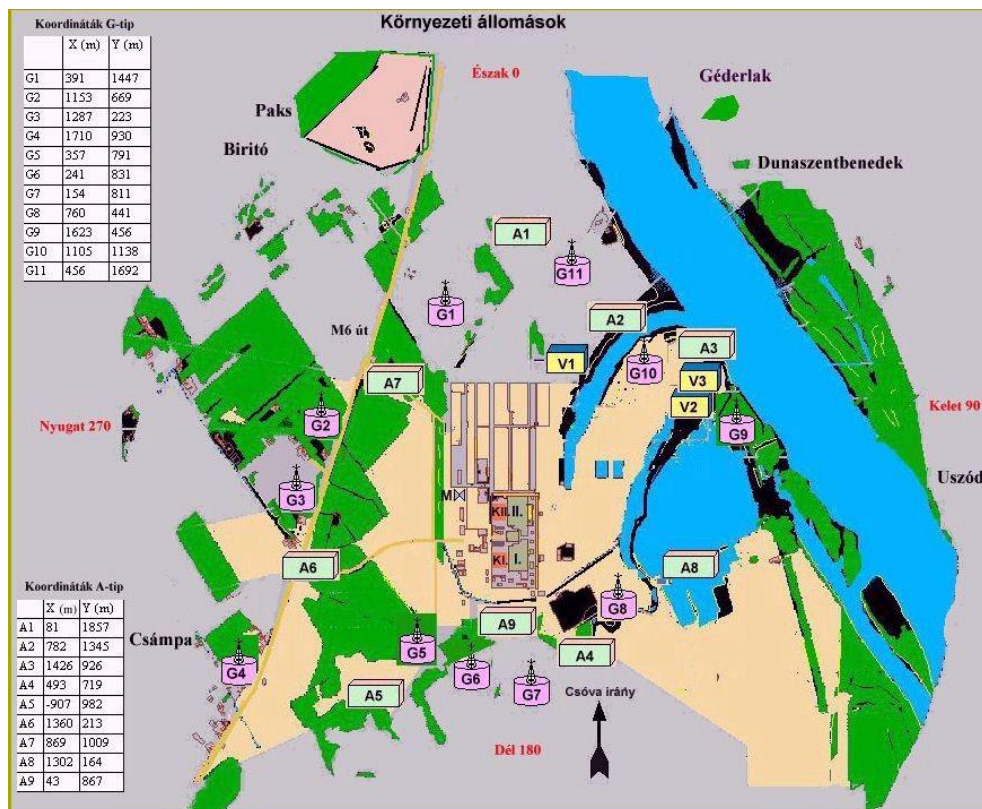 Környezeti állomások
Koordináták G-tip
X (m) Y (m)
G1 391 1447
G2 1153 669
G3 1287 223
G4 1710 930
G5 357 791
G6 241 831
G7 154 811
G8 760 441
G9 1623 456
G10 1105 1138
G11 456 1692
Észak 0
Géderlak
Paks
Biritó
Dunaszentbenedek
A1
G11
G1
A2
M6 út
A3
V1
G10
A7
V3
V2
G2
G9
Kelet 90
Nyugat 270
Uszód
G3
M
KII. II.
KI. I.
A6
A8
Koordináták A-tip
X (m) Y (m)
A1 81 1857
A2 782 1345
A3 1426 926
A4 493 719
A5 -907 982
A6 1360 213
A7 869 1009
A8 1302 164
A9 43 867
G8
A9
Csámpa
G5
A4
G4
G6
A5
G7
Csóva irány
Dél 180